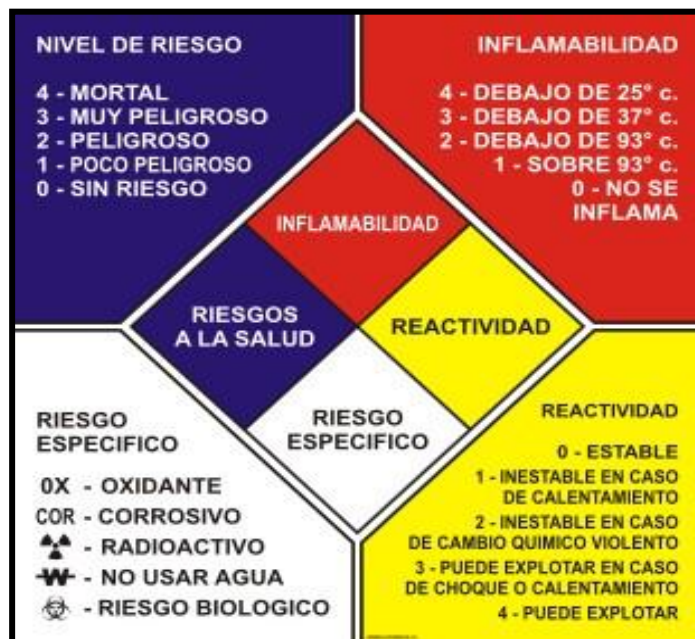 NIVEL DE RIESGO
4 - MORTAL
3 - MUY PELIGROSO
2 - PELIGROSO
1 - POCO PELIGROSO
0 - SIN RIESGO
INFLAMABILIDAD
4 - DEBAJO DE 25° c.
3 - DEBAJO DE 37° c.
2 - DEBAJO DE 93° c.
1 - SOBRE 93° c.
0 - NO SE
INFLAMA
INFLAMABILIDAD
RIESGOS
A LA SALUD
REACTIVIDAD
RIESGO
ESPECIFICO
RIESGO
ESPECIFICO
0X - OXIDANTE
COR - CORROSIVO
- RADIOACTIVO
W - NO USAR AGUA
- RIESGO BIOLOGICO
REACTIVIDAD
0 - ESTABLE
1 - INESTABLE EN CASO
DE CALENTAMIENTO
2 - INESTABLE EN CASO
DE CAMBIO QUIMICO VIOLENTO
3 - PUEDE EXPLOTAR EN CASO
DE CHOQUE O CALENTAMIENTO
4 - PUEDE EXPLOTAR